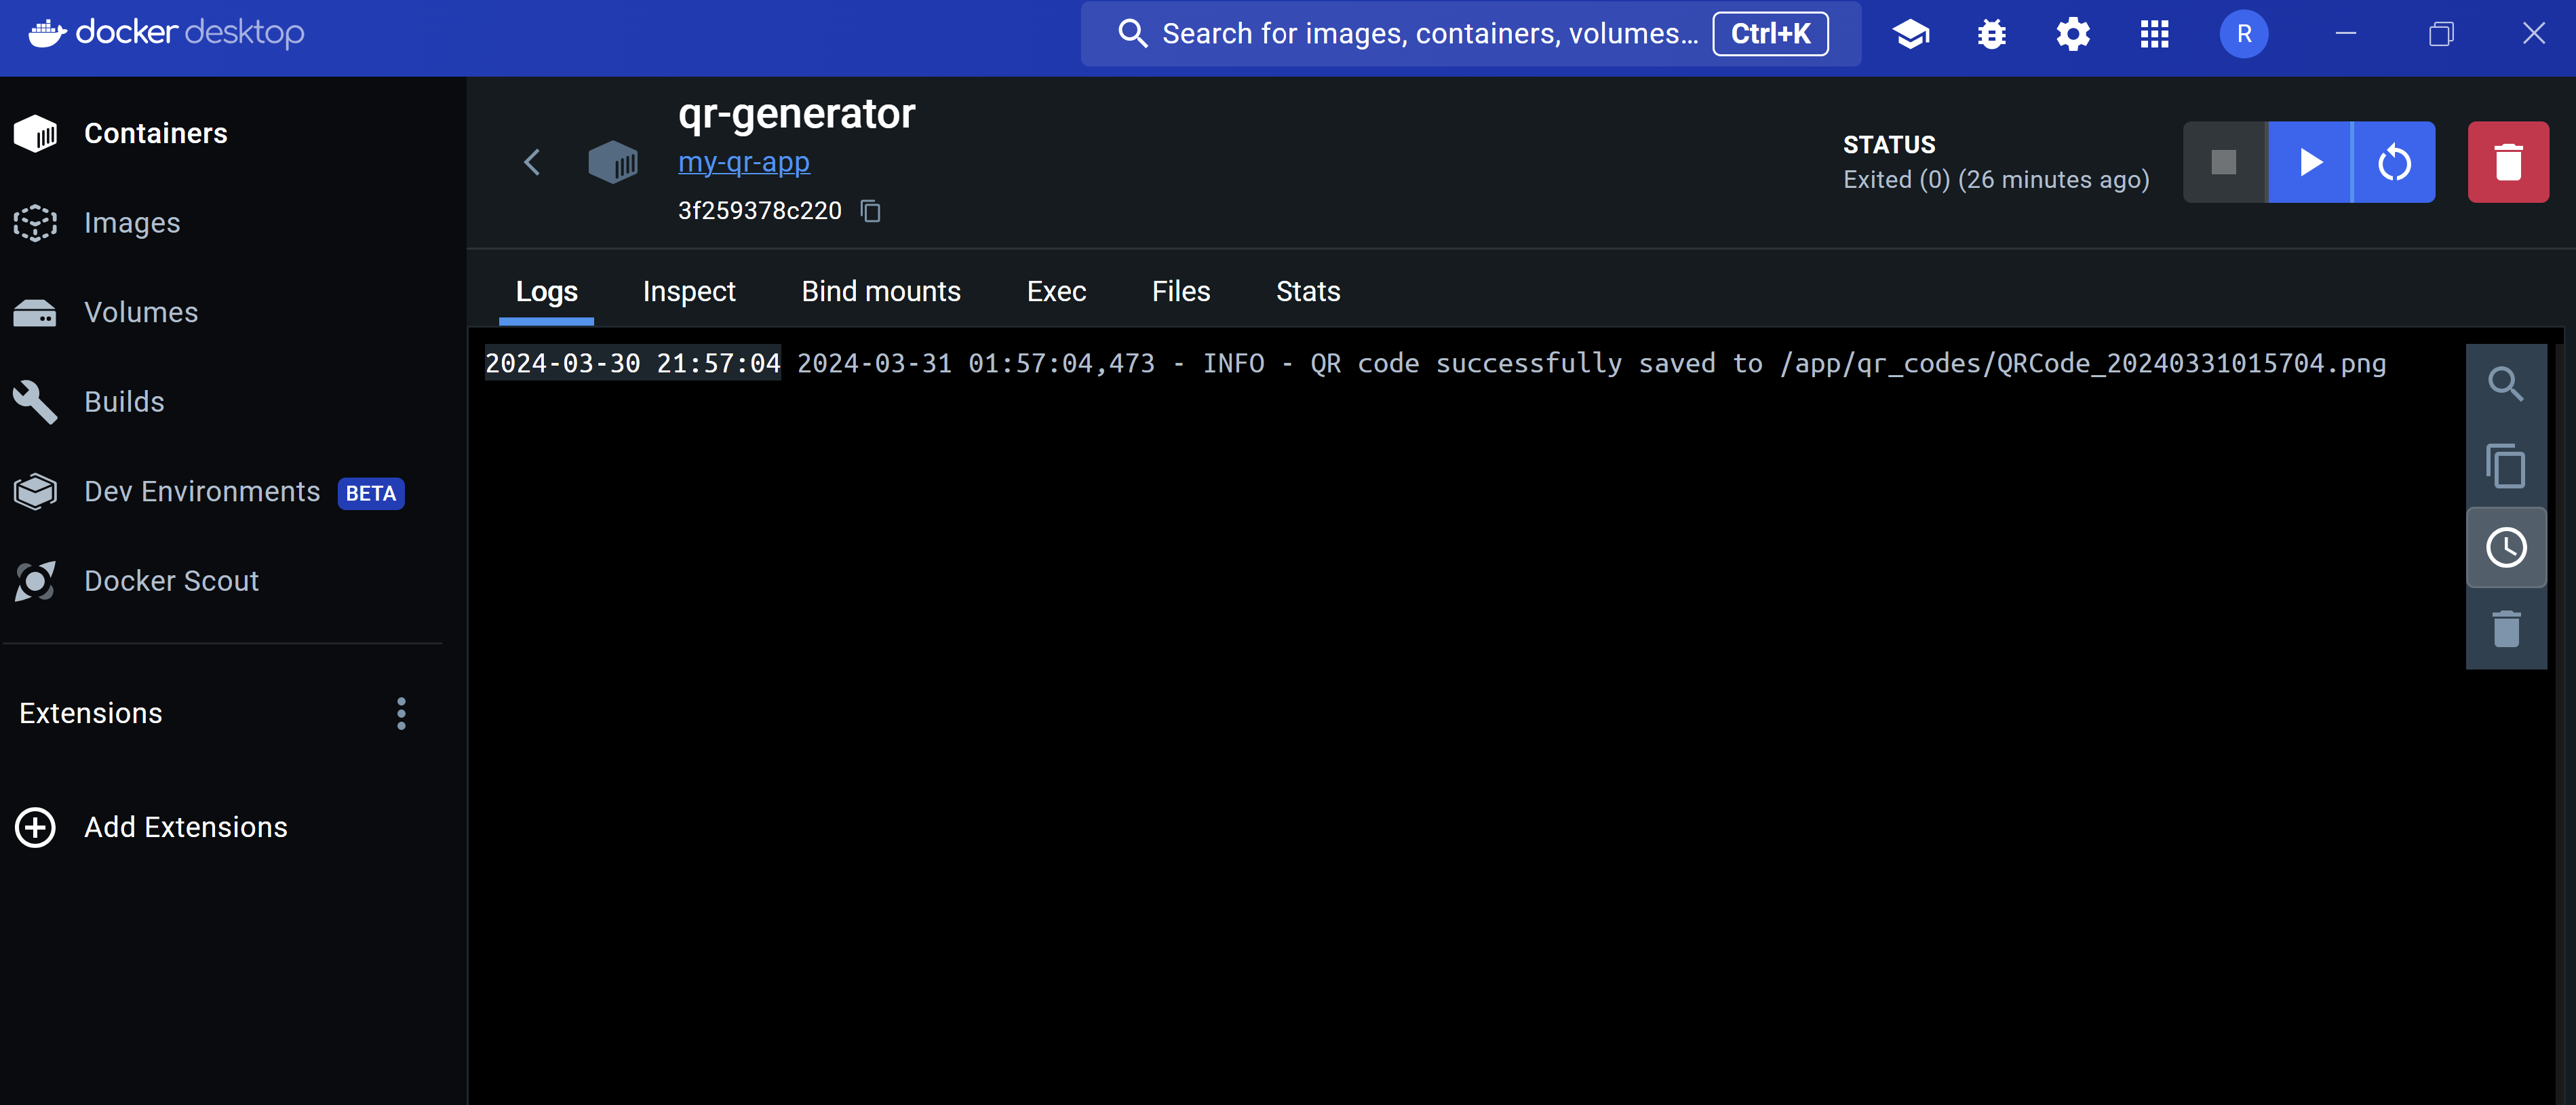 docker desktop
Search for images, containers, volumes... Ctrl+K
R
Containers
Images
Volumes
Builds
Dev Environments BETA
Docker Scout
Extensions
Add Extensions
qr-generator
my-qr-app
3f259378c220
STATUS
Exited (0) (26 minutes ago)
Logs Inspect Bind mounts Exec Files Stats
2024-03-30 21:57:04 2024-03-31 01:57:04,473 - INFO - QR code successfully saved to /app/qr_codes/QRCode_20240331015704.png